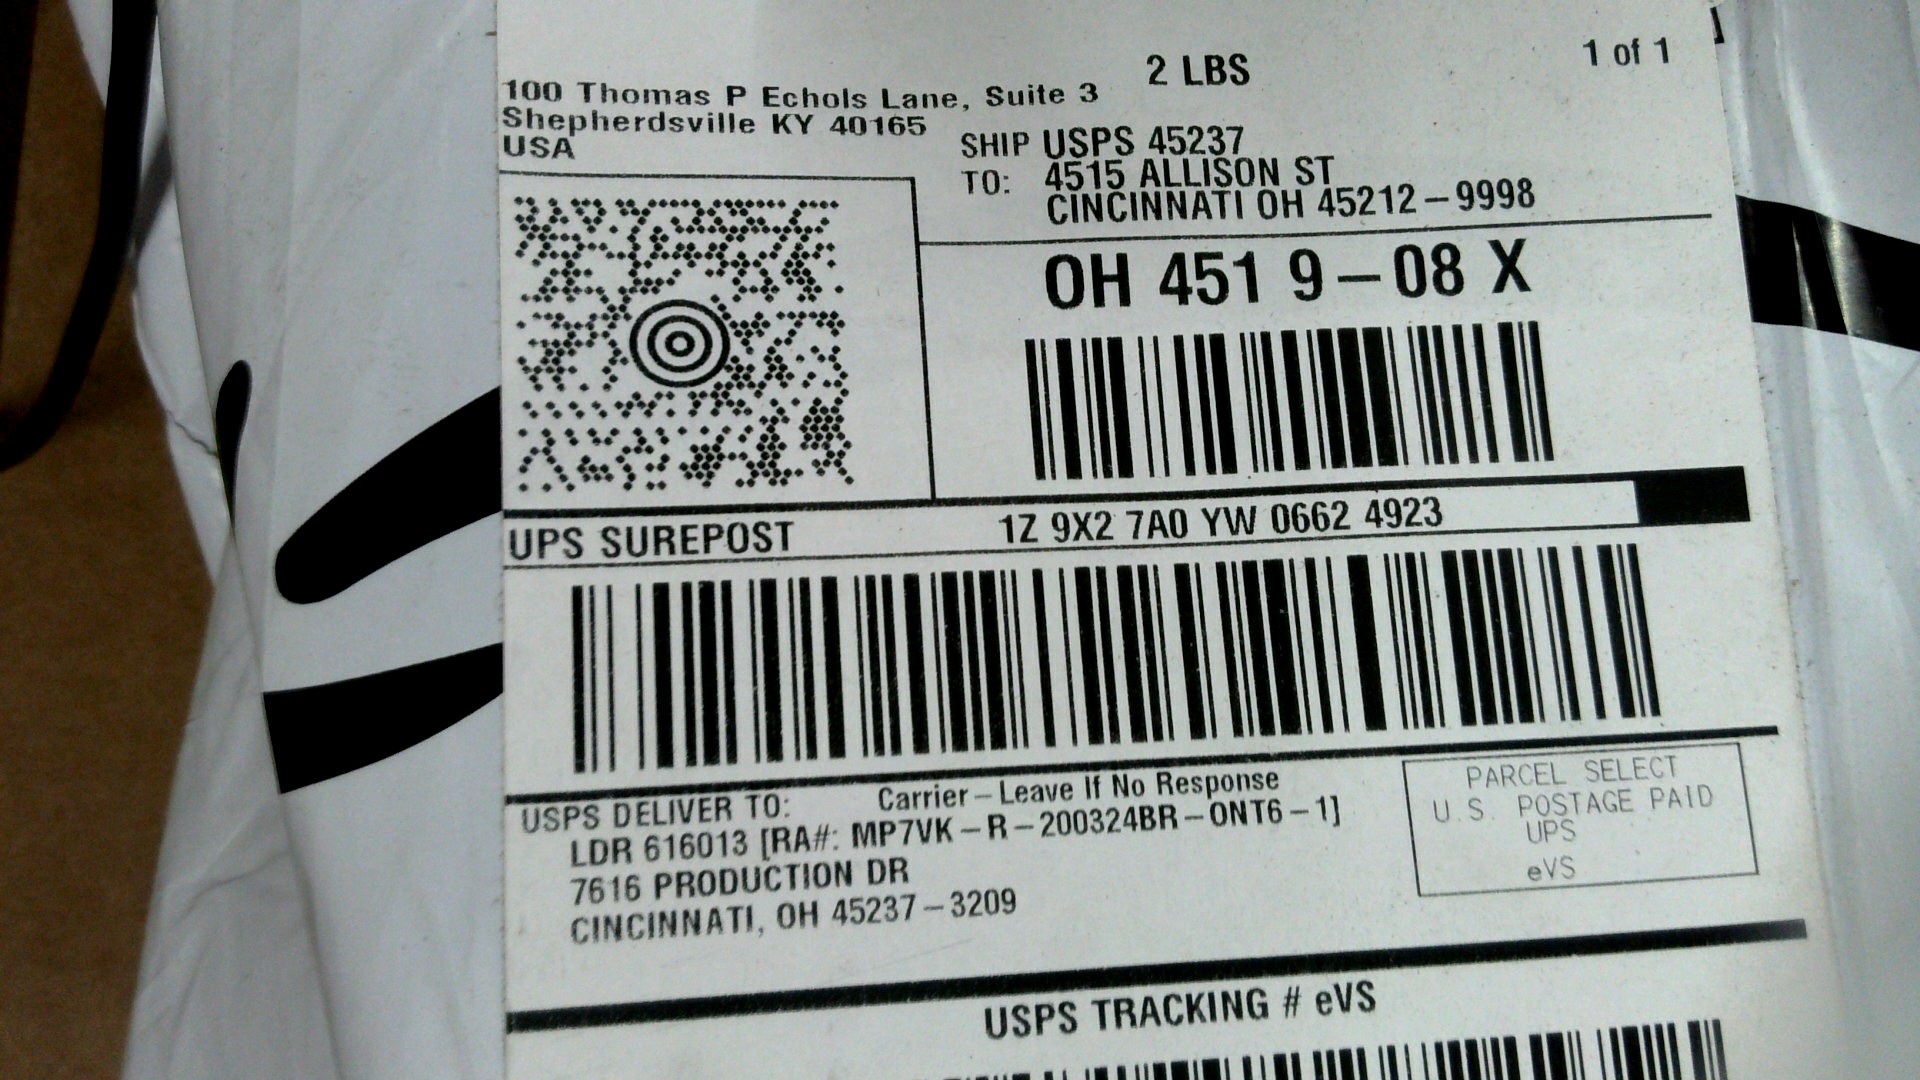 2 LBS
1 of 1
100 Thomas P Echols Lane, Suite 3
Shepherdsville KY 40165
USA
SHIP TO: USPS 45237
4515 ALLISON ST
CINCINNATI OH 45212-9998
OH 451 9-08 X
UPS SUREPOST
1Z 9X2 7A0 YW 0662 4923
Carrier-Leave If No Response
USPS DELIVER TO:
LDR 616013 [RA#: MP7VK-R-200324BR-ONT6-1]
7616 PRODUCTION DR
CINCINNATI, OH 45237-3209
PARCEL SELECT
U.S. POSTAGE PAID
UPS
eVS
USPS TRACKING # eVS